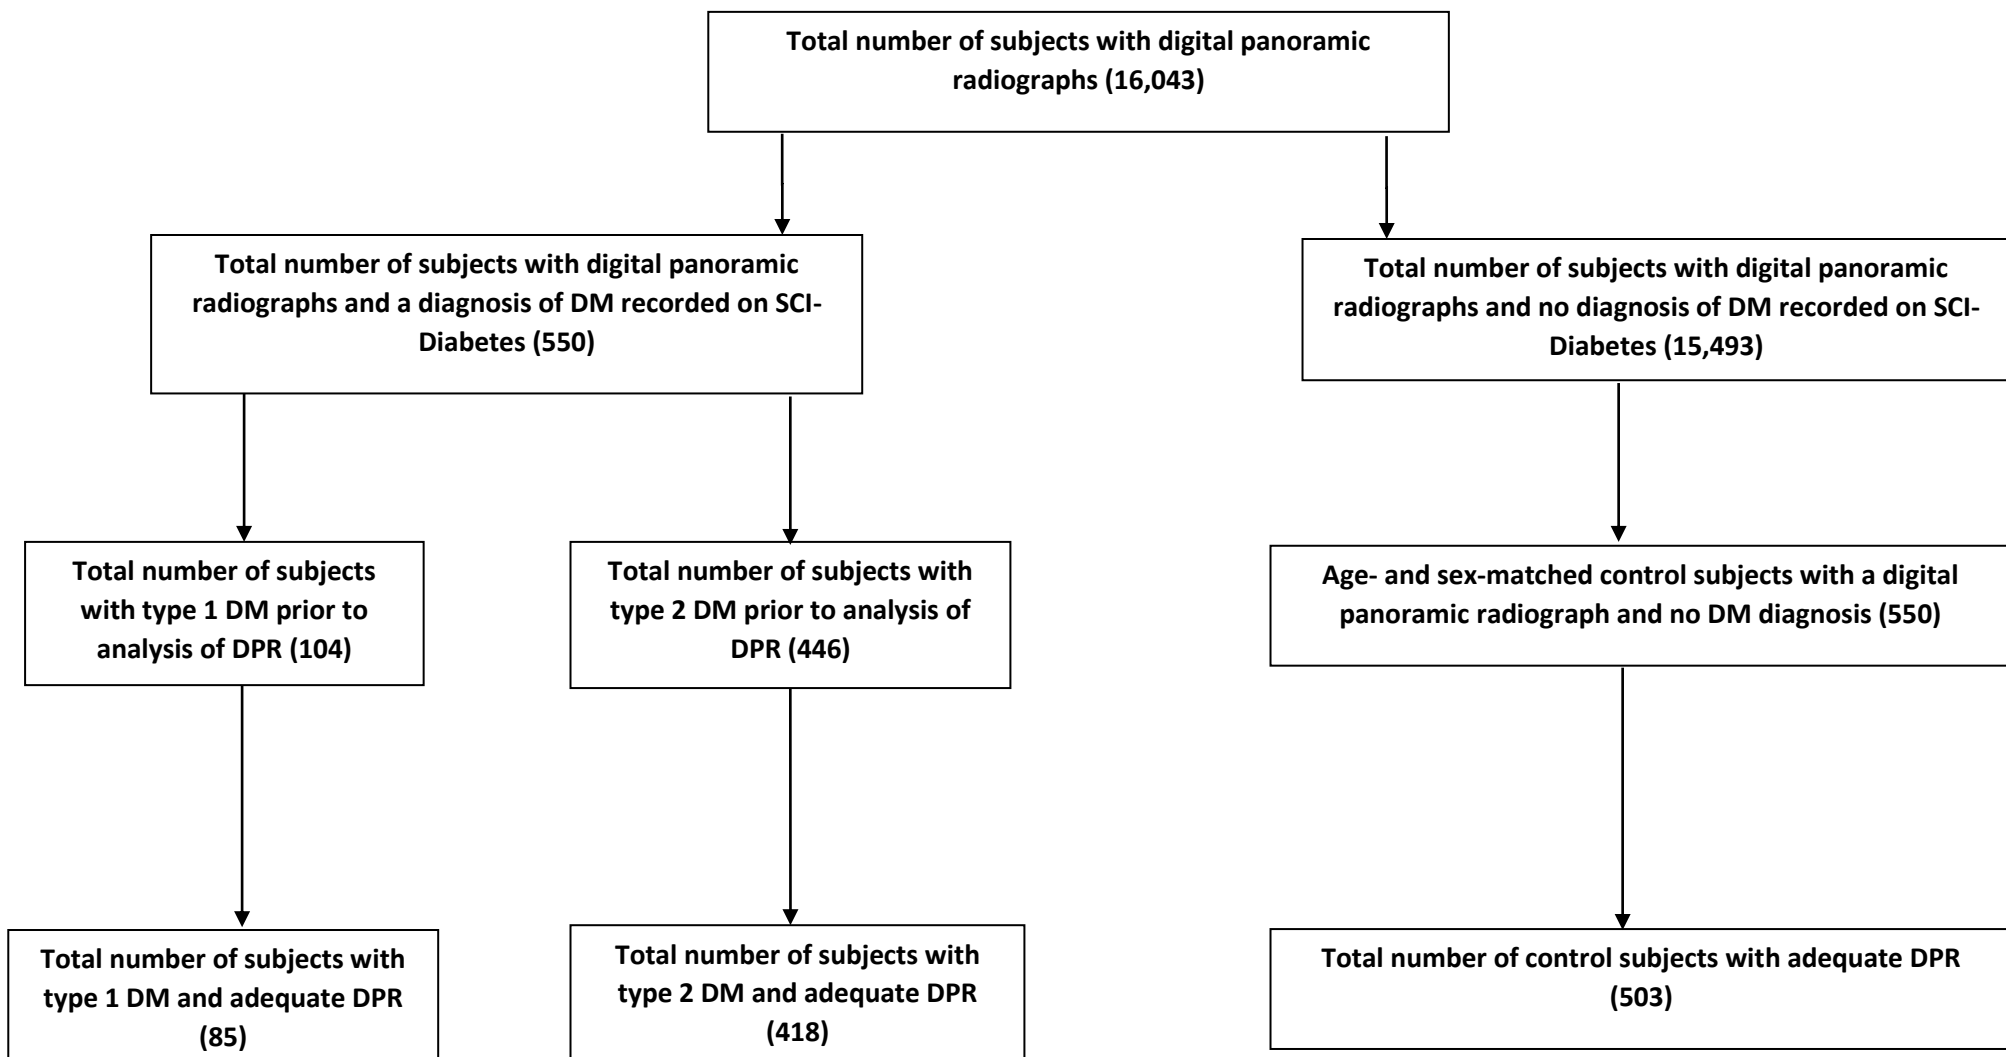 Total number of subjects with digital panoramic
radiographs (16,043)
Total number of subjects with digital panoramic
radiographs and a diagnosis of DM recorded on SCI-
Diabetes (550)
Total number of subjects with digital panoramic
radiographs and no diagnosis of DM recorded on SCI-
Diabetes (15,493)
Total number of subjects
with type 1 DM prior to
analysis of DPR (104)
Total number of subjects with
type 2 DM prior to analysis of
DPR (446)
Age- and sex-matched control subjects with a digital
panoramic radiograph and no DM diagnosis (550)
Total number of subjects with
type 1 DM and adequate DPR
(85)
Total number of subjects with
type 2 DM and adequate DPR
(418)
Total number of control subjects with adequate DPR
(503)